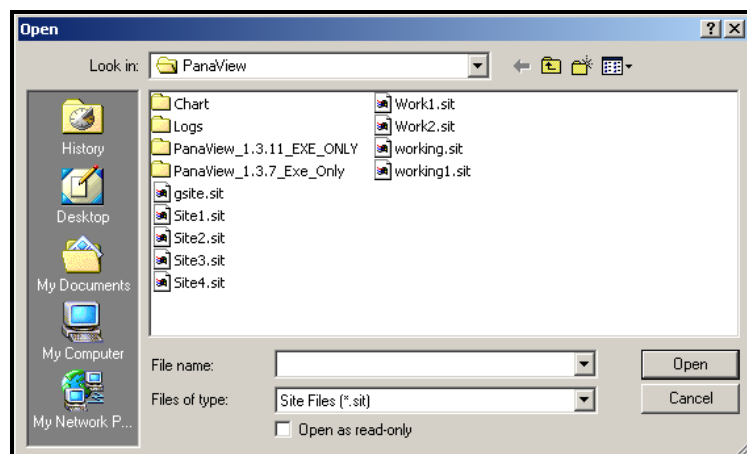 Open
Look in: PanaView
History
Desktop
My Documents
My Computer
My Network P...
Chart
Logs
PanaView_1.3.11_EXE_ONLY
PanaView_1.3.7_Exe_Only
gsite.sit
Site1.sit
Site2.sit
Site3.sit
Site4.sit
Work1.sit
Work2.sit
working.sit
working1.sit
File name:
Open
Files of type: Site Files (*.sit)
Cancel
Open as read-only